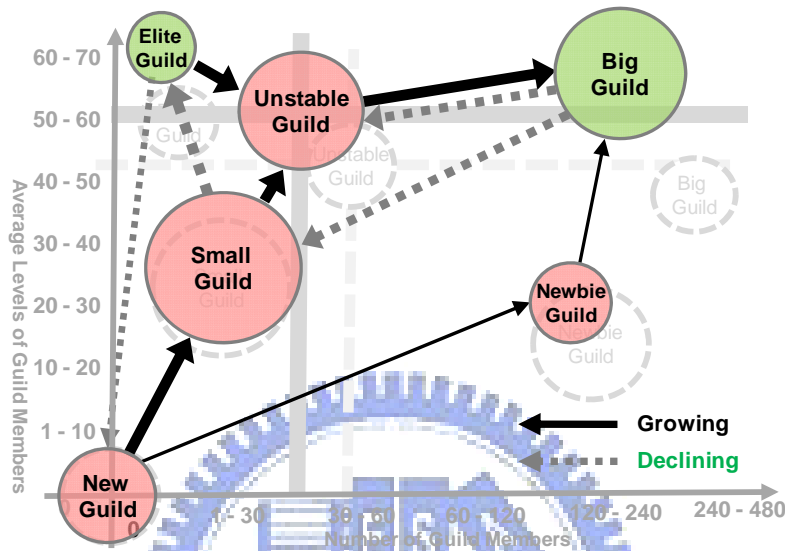 60 - 70
50 - 60
40 - 50
30 - 40
20 - 30
10 - 20
1 - 10
0
Average Levels of Guild Members
Elite
Guild
Unstable
Guild
Big
Guild
Guild
Unstable
Guild
Big
Guild
Small
Guild
Guild
Newbie
Guild
Newbie
Guild
New
Guild
Growing
Declining
0
1 - 30
30 - 60
60 - 120
120 - 240
240 - 480
Number of Guild Members